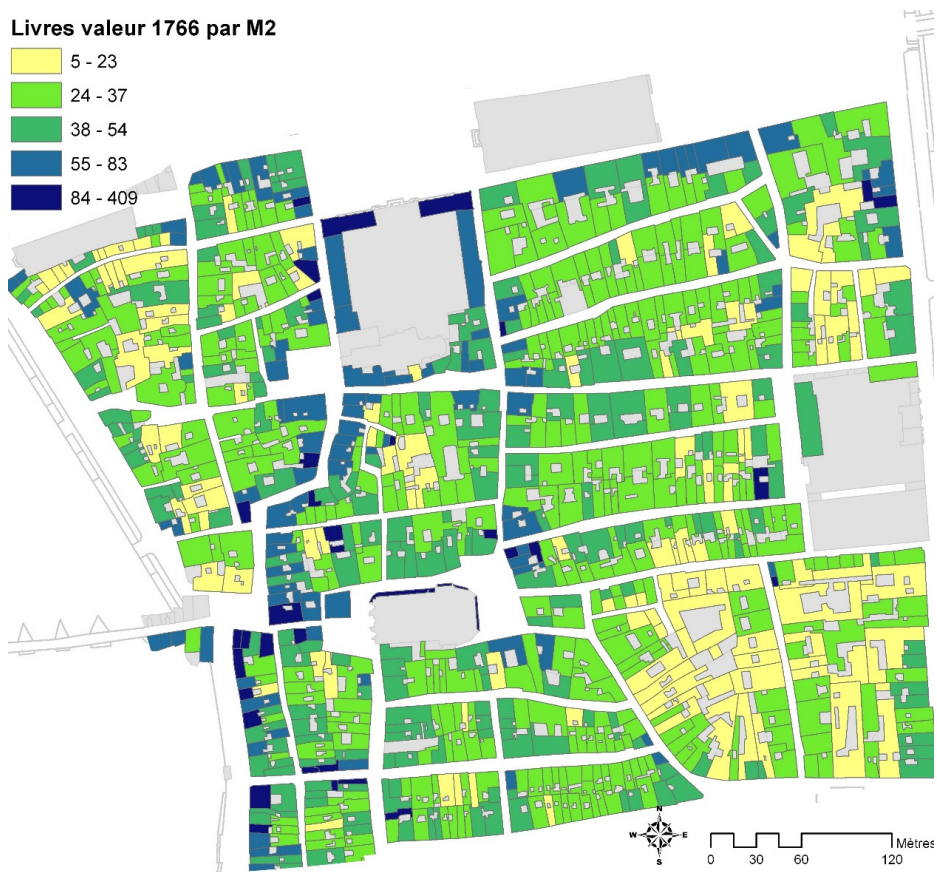 Livres valeur 1766 par M2
5 - 23
24 - 37
38 - 54
55 - 83
84 - 409
N
W E
S
Mètres
0 30 60 120